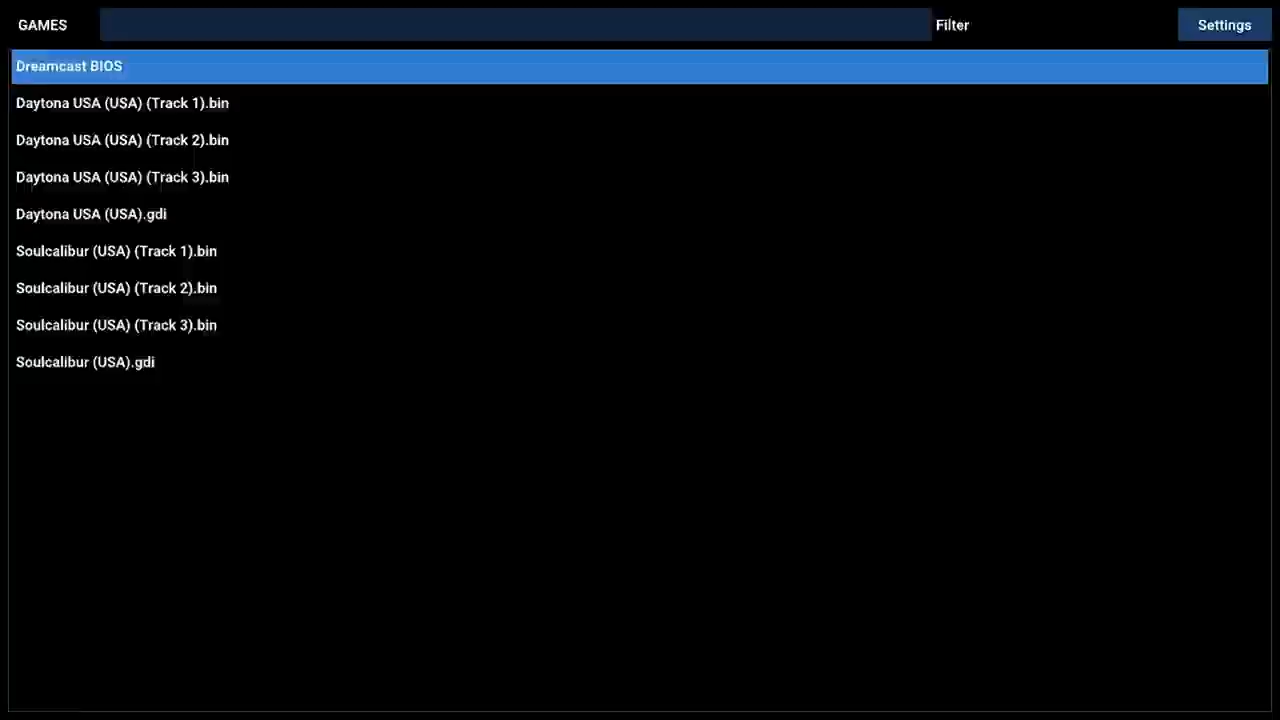 GAMES Filter Settings
Dreamcast BIOS
Daytona USA (USA) (Track 1).bin
Daytona USA (USA) (Track 2).bin
Daytona USA (USA) (Track 3).bin
Daytona USA (USA).gdi
Soulcalibur (USA) (Track 1).bin
Soulcalibur (USA) (Track 2).bin
Soulcalibur (USA) (Track 3).bin
Soulcalibur (USA).gdi